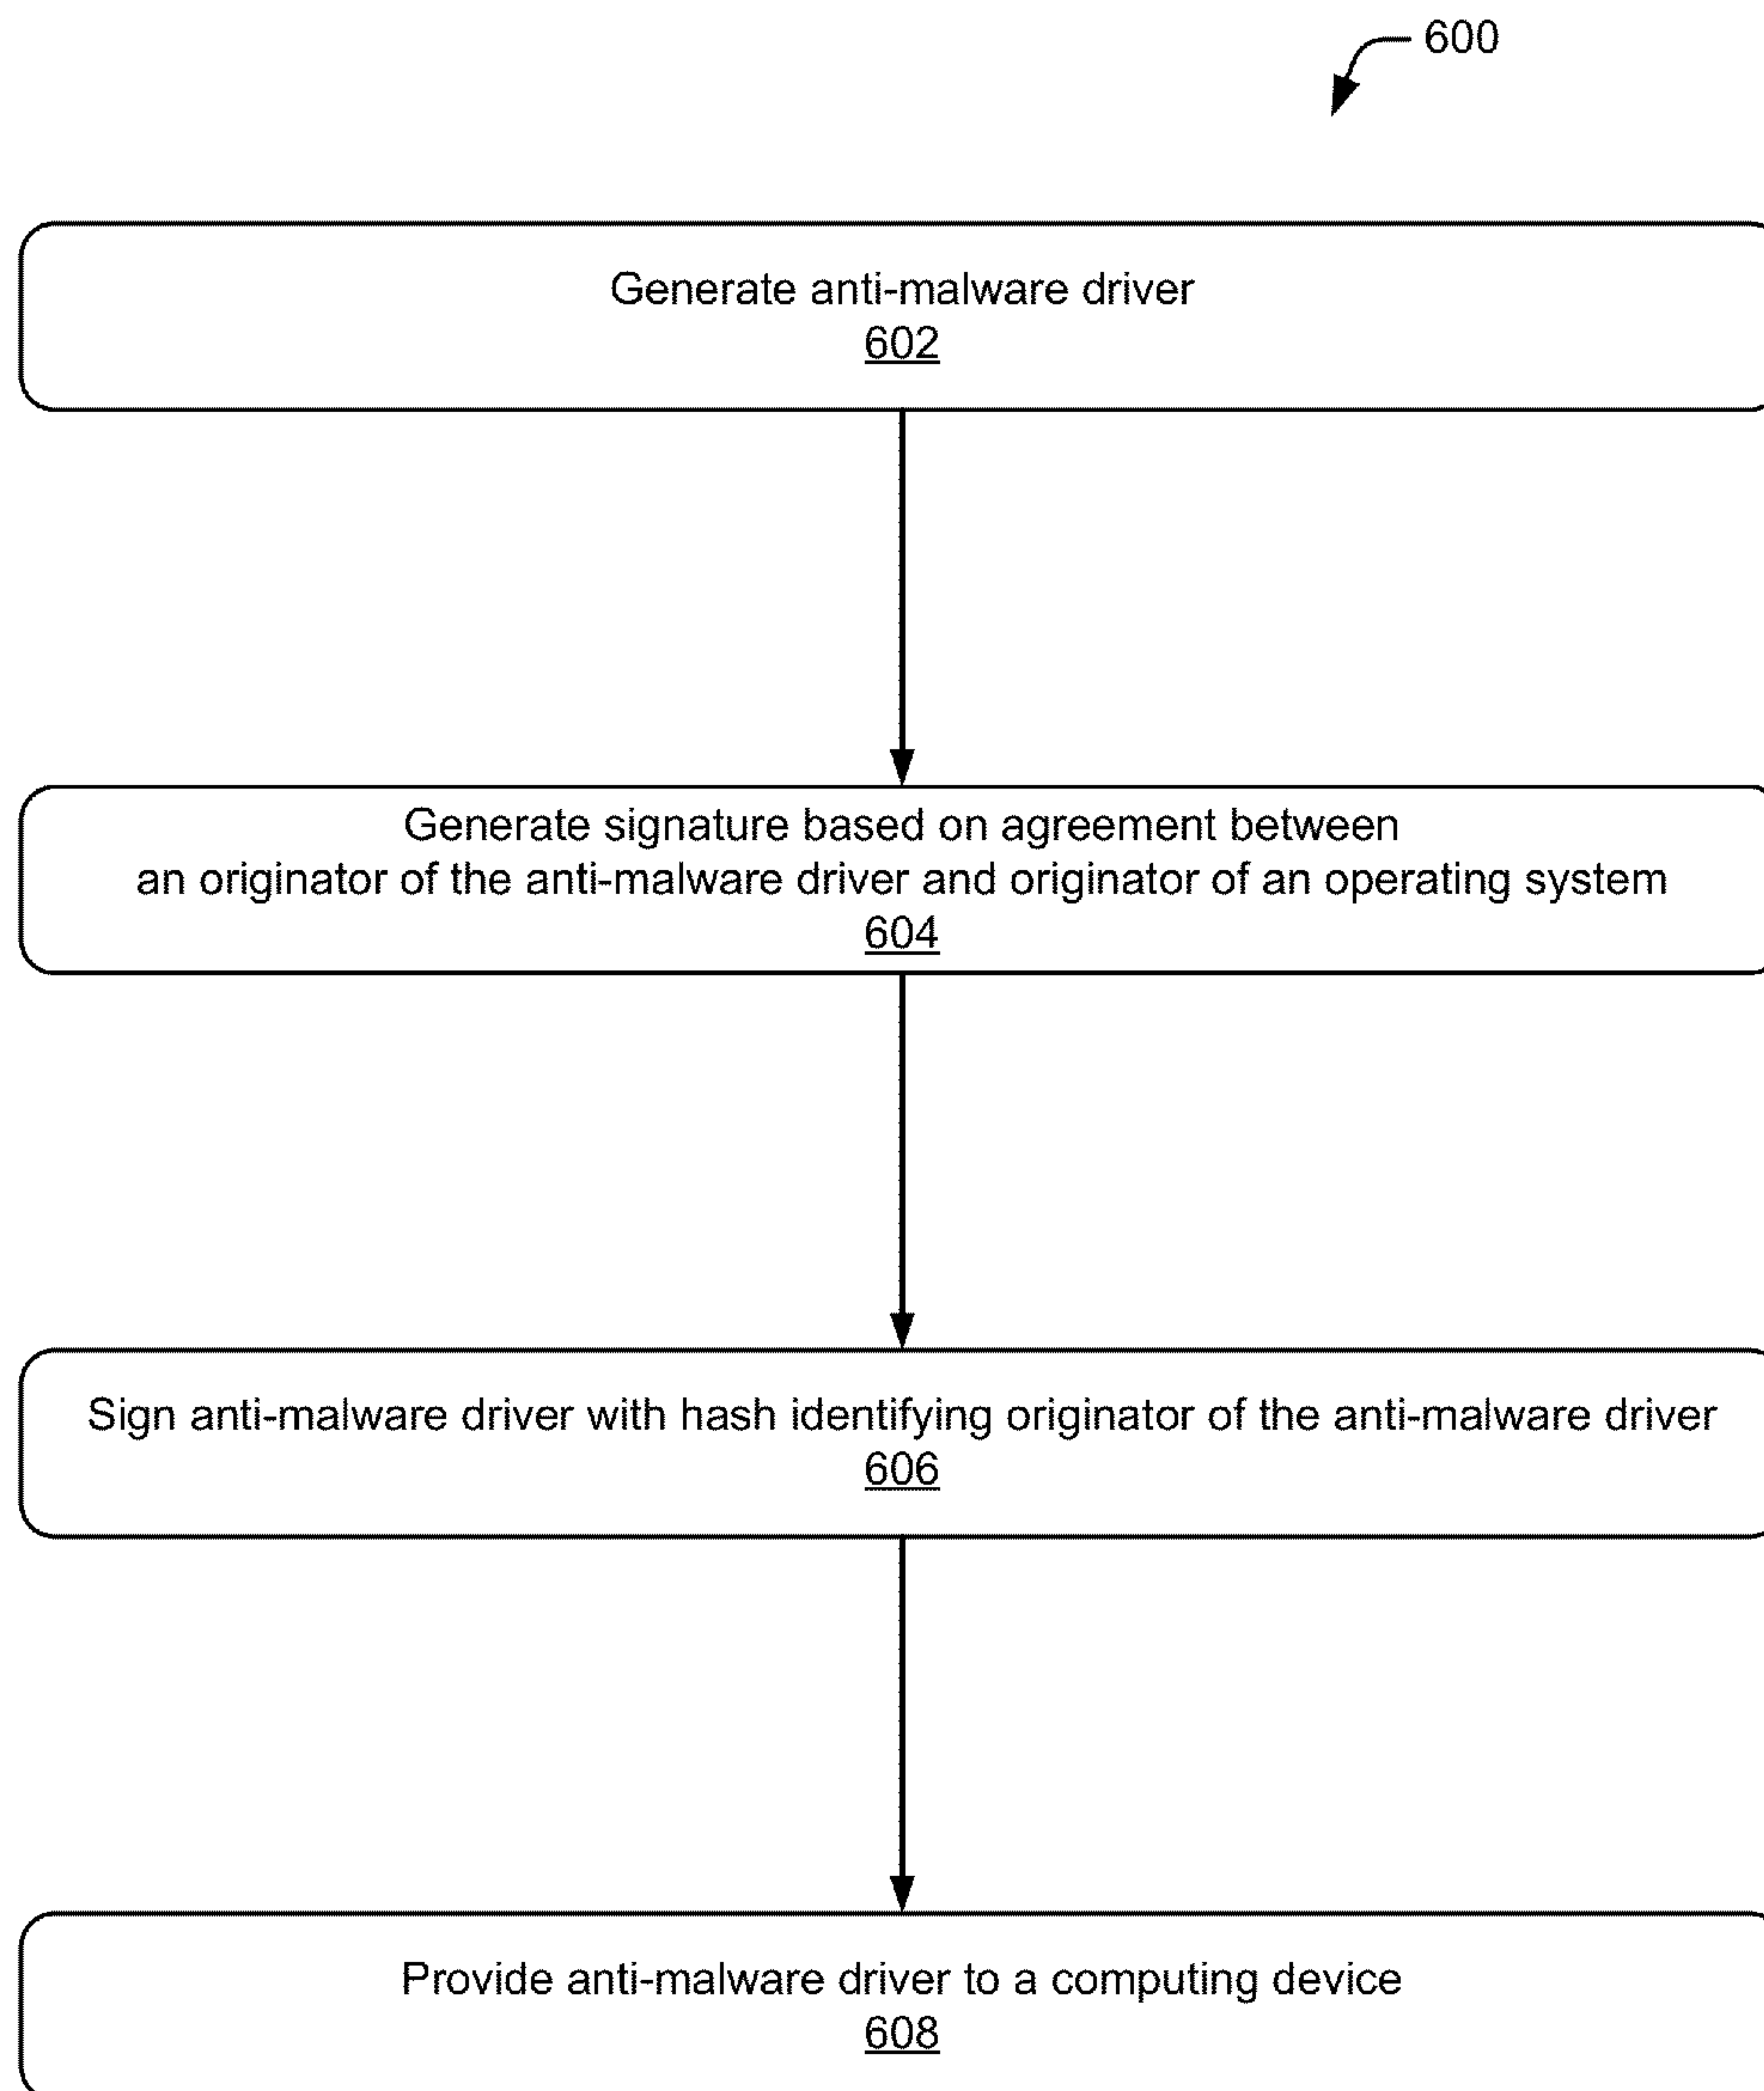 600
Generate anti-malware driver
602
Generate signature based on agreement between
an originator of the anti-malware driver and originator of an operating system
604
Sign anti-malware driver with hash identifying originator of the anti-malware driver
606
Provide anti-malware driver to a computing device
608